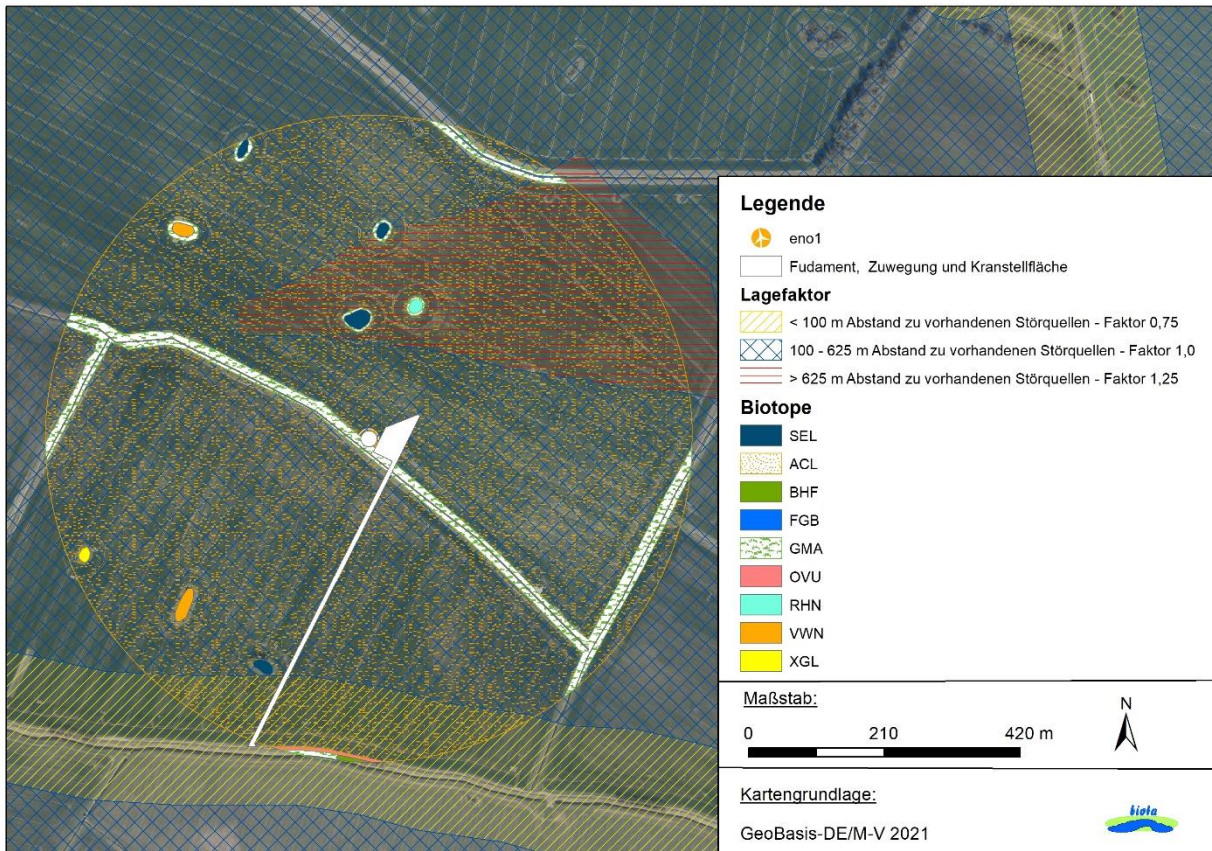 Legende
eno1
Fudament, Zuwegung und Kranstellfläche
Lagefaktor
< 100 m Abstand zu vorhandenen Störquellen - Faktor 0,75
100 - 625 m Abstand zu vorhandenen Störquellen - Faktor 1,0
> 625 m Abstand zu vorhandenen Störquellen - Faktor 1,25
Biotope
SEL
ACL
BHF
FGB
GMA
OVU
RHN
VWN
XGL
Maßstab:
0 210 420 m
N
Kartengrundlage:
GeoBasis-DE/M-V 2021
biota